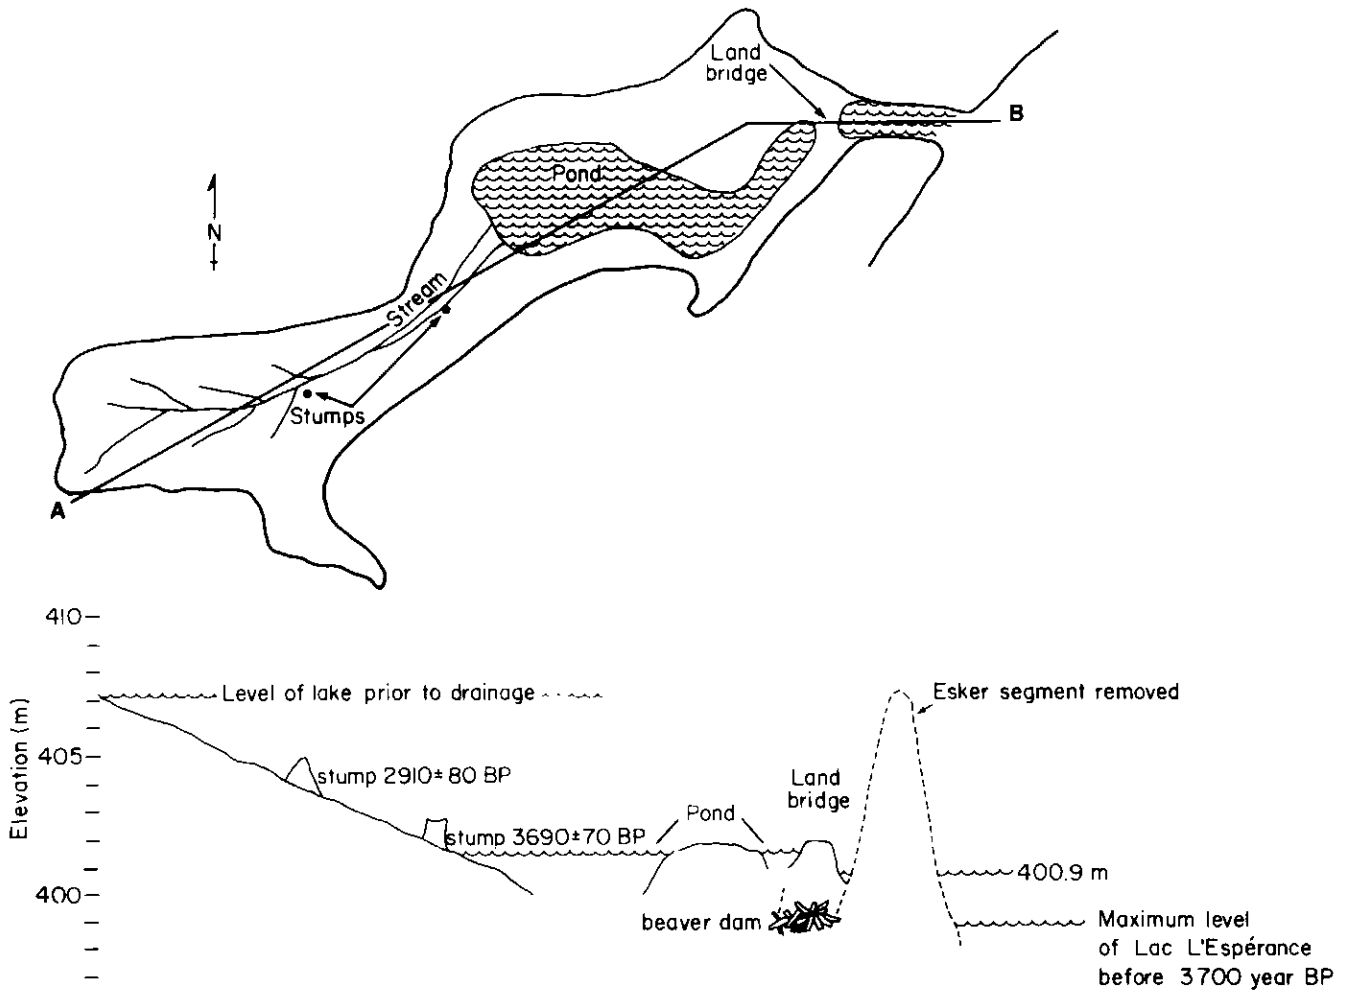 Land
bridge
B
Pond
N
Stream
Stumps
A
410
Level of lake prior to drainage
Esker segment removed
Elevation (m)
405
stump 2910±80 BP
Land
bridge
Pond
stump 3690±70 BP
400.9 m
400
beaver dam
Maximum level
of Lac L'Espérance
before 3700 year BP